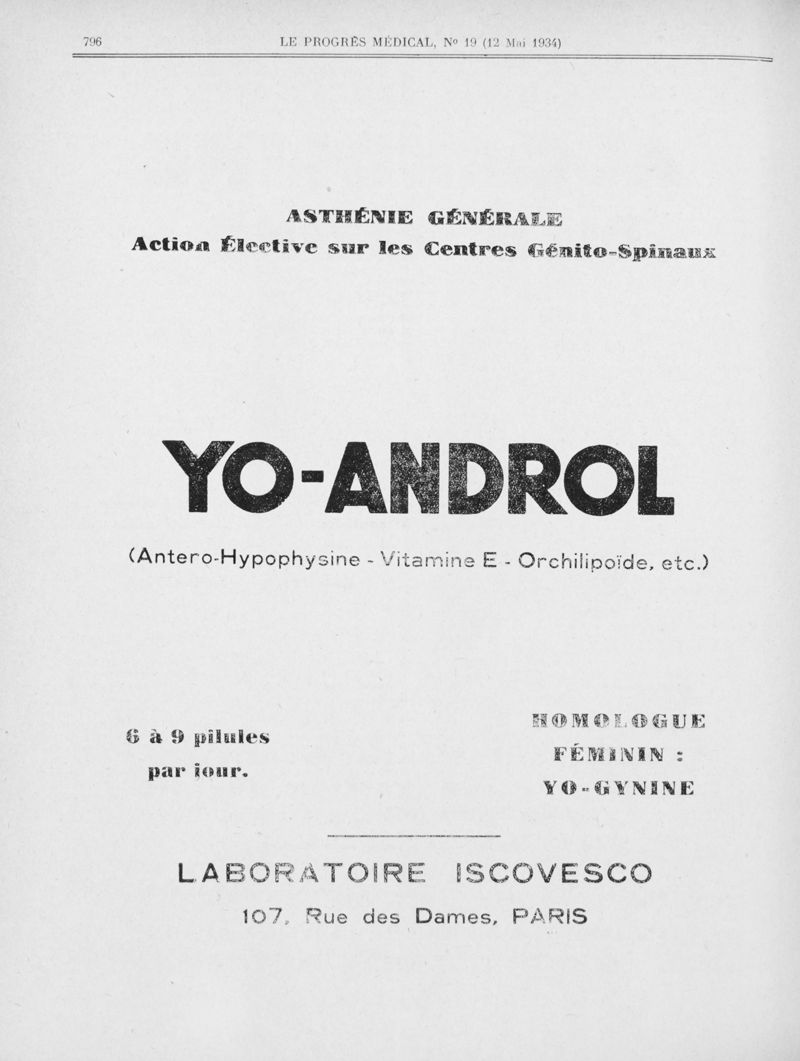 796
LE PROGRÈS MÉDICAL, Nº 19 (12 Mai 1934)
ASTHÉNIE GÉNÉRALE
Action Élective sur les Centres Génito-Spinaux
YO-ANDROL
(Antero-Hypophysine - Vitamine E - Orchilipoïde, etc.)
6 à 9 pilules
par jour.
HOMOLOGUE
FÉMININ :
YO-GYNINE
LABORATOIRE ISCOVESCO
107, Rue des Dames, PARIS